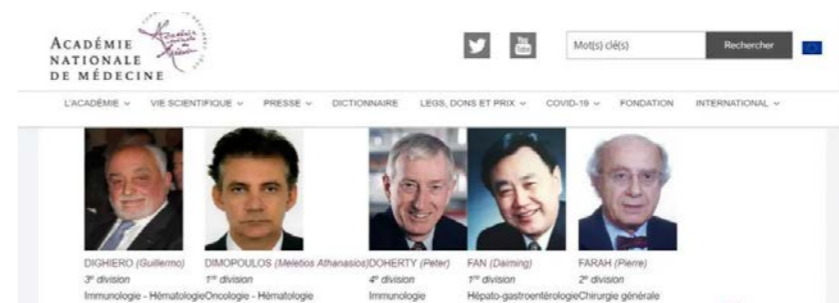 ACADÉMIE
NATIONALE
DE MÉDECINE
You
Tube
Mot(s) clé(s)
Rechercher
L'ACADÉMIE VIE SCIENTIFIQUE PRESSE DICTIONNAIRE LEGS, DONS ET PRIX COVID-19 FONDATION INTERNATIONAL
DIGHIERO (Guillermo) DIMOPOULOS (Meletios Athanasios) DOHERTY (Peter) FAN (Daiming) FARAH (Pierre)
3e division 1re division 4e division 1re division 2e division
Immunologie - Hématologie Oncologie - Hématologie Immunologie Hépato-gastroentérologie Chirurgie générale